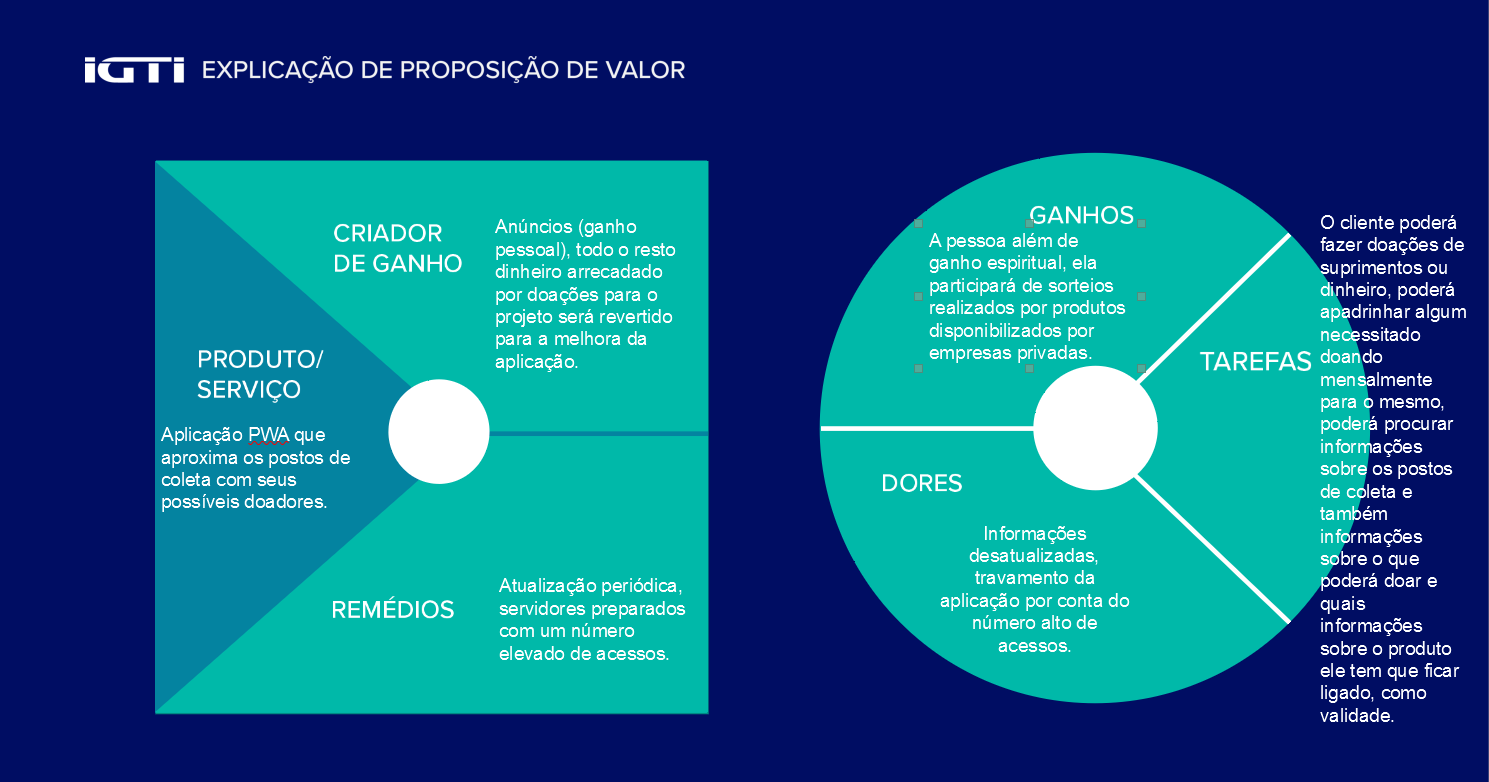 iGTi EXPLICAÇÃO DE PROPOSIÇÃO DE VALOR
CRIADOR
DE GANHO
Anúncios (ganho
pessoal), todo o resto
dinheiro arrecadado
por doações para o
projeto será revertido
para a melhora da
aplicação.
PRODUTO/
SERVIÇO
Aplicação PWA que
aproxima os postos de
coleta com seus
possíveis doadores.
REMÉDIOS
Atualização periódica,
servidores preparados
com um número
elevado de acessos.
GANHOS
A pessoa além de
ganho espiritual, ela
participará de sorteios
realizados por produtos
disponibilizados por
empresas privadas.
DORES
Informações
desatualizadas,
travamento da
aplicação por conta do
número alto de
acessos.
TAREFAS
O cliente poderá
fazer doações de
suprimentos ou
dinheiro, poderá
apadrinhar algum
necessitado
doando
mensalmente
para o mesmo,
poderá procurar
informações
sobre os postos
de coleta e
também
informações
sobre o que
poderá doar e
quais
informações
sobre o produto
ele tem que ficar
ligado, como
validade.